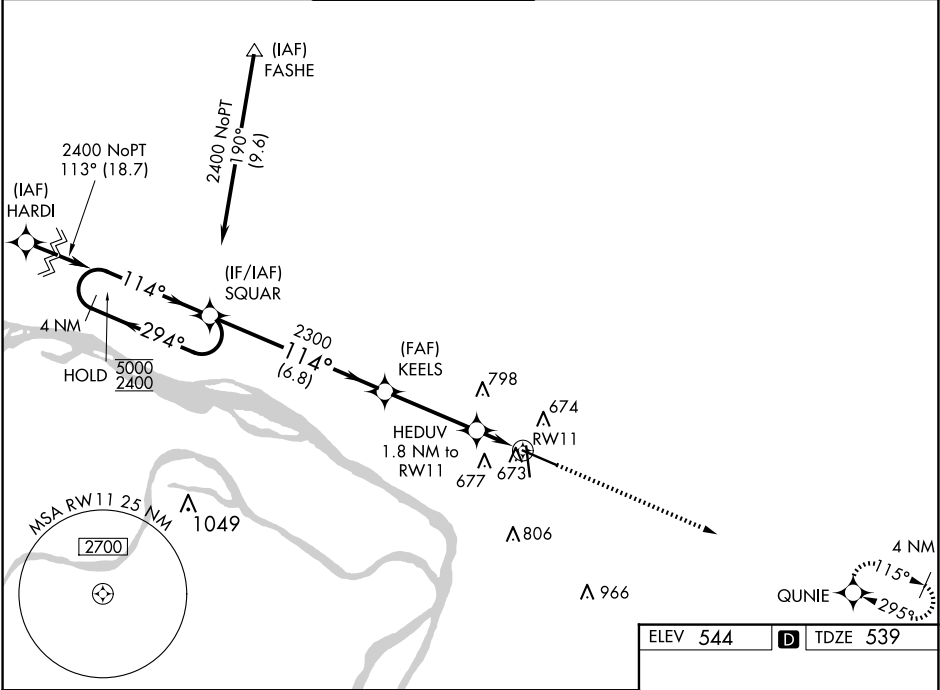 (IAF)
FASHE
2400 NoPT
190°
(9.6)
2400 NoPT
113° (18.7)
(IAF)
HARDI
(IF/IAF)
SQUAR
114°
4 NM
294°
HOLD
5000
2400
2300
114°
(6.8)
(FAF)
KEELS
798
674
HEDUV
1.8 NM to
RW11
RW11
677
673
MSA RW11 25 NM
2700
1049
806
966
4 NM
QUNIE
115°
295°
ELEV 544
D
TDZE 539